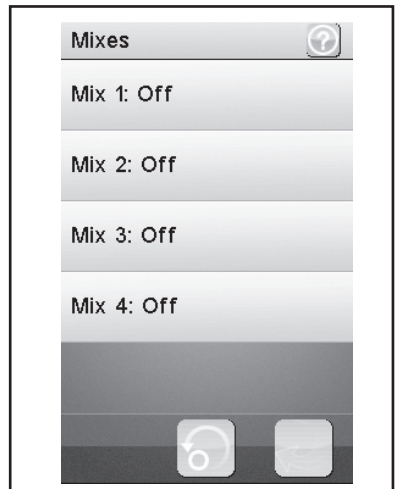 Mixes
?
Mix 1: Off
Mix 2: Off
Mix 3: Off
Mix 4: Off